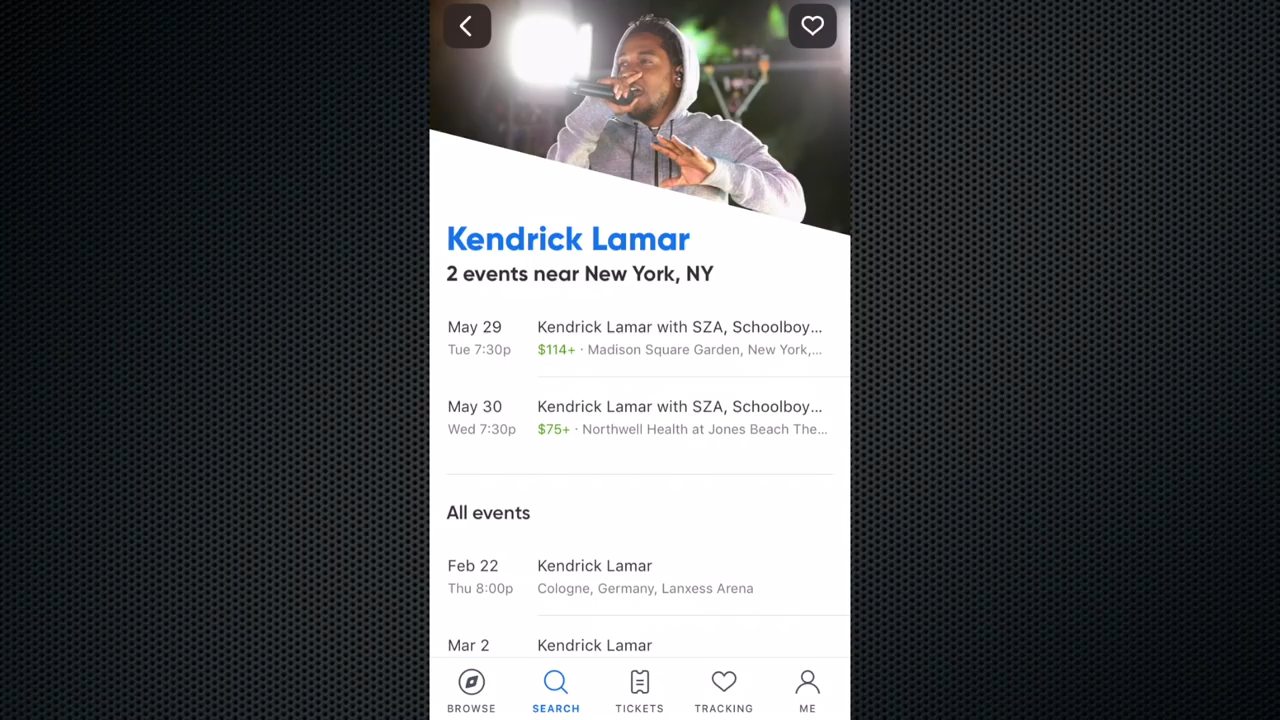 Kendrick Lamar
2 events near New York, NY
May 29
Kendrick Lamar with SZA, Schoolboy...
Tue 7:30p
$114+ · Madison Square Garden, New York,...
May 30
Kendrick Lamar with SZA, Schoolboy...
Wed 7:30p
$75+ · Northwell Health at Jones Beach The...
All events
Feb 22
Kendrick Lamar
Thu 8:00p
Cologne, Germany, Lanxess Arena
Mar 2
Kendrick Lamar
BROWSE
SEARCH
TICKETS
TRACKING
ME